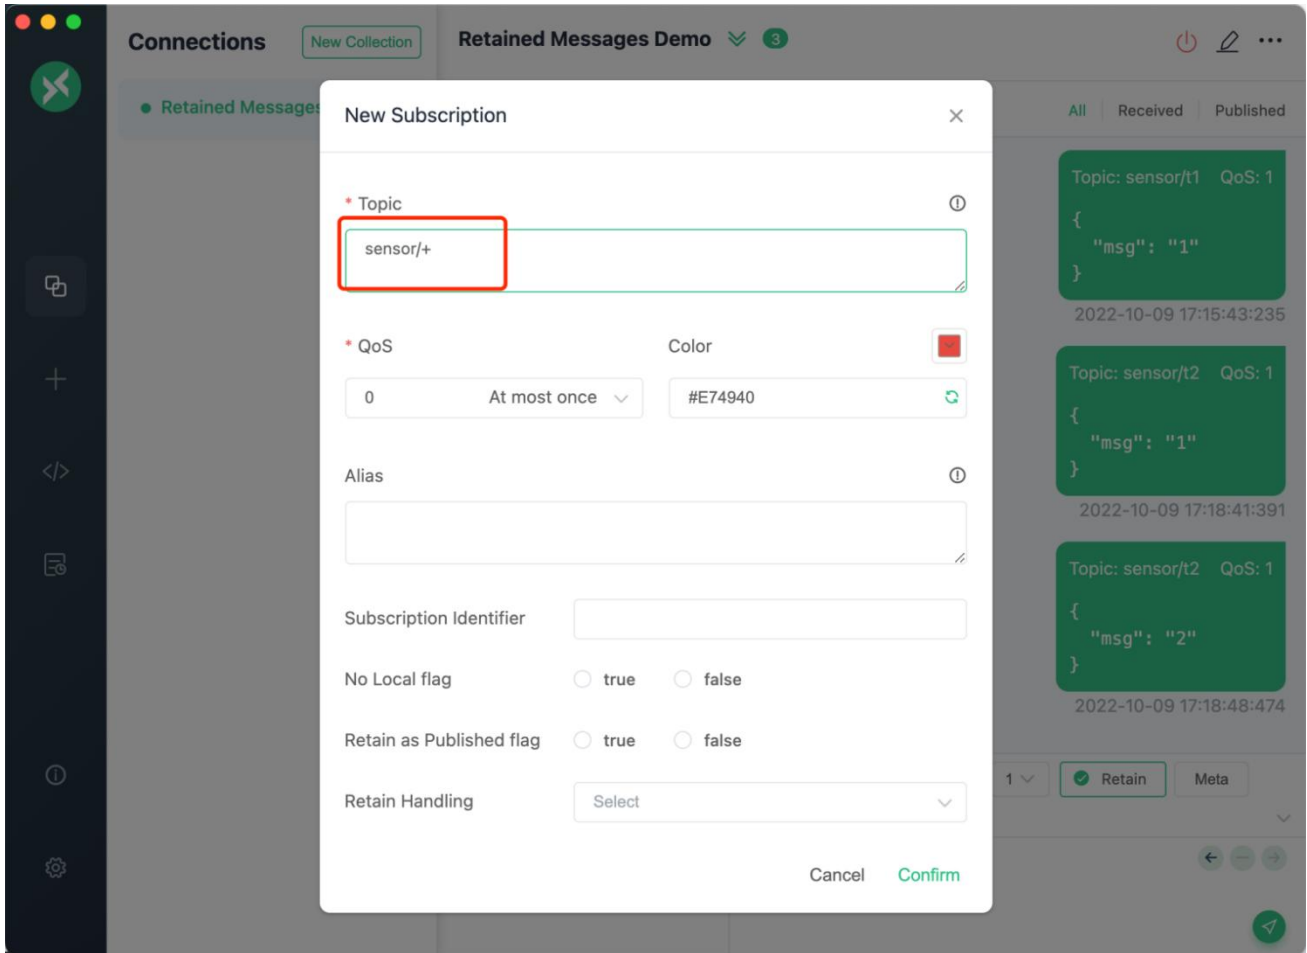 Connections
New Collection
Retained Messages Demo
3
Retained Messages
All
Received
Published
New Subscription
* Topic
sensor/+
* QoS
Color
0
At most once
#E74940
Alias
Subscription Identifier
No Local flag
true
false
Retain as Published flag
true
false
Retain Handling
Select
Cancel
Confirm
Topic: sensor/t1 QoS: 1
{
"msg": "1"
}
2022-10-09 17:15:43:235
Topic: sensor/t2 QoS: 1
{
"msg": "1"
}
2022-10-09 17:18:41:391
Topic: sensor/t2 QoS: 1
{
"msg": "2"
}
2022-10-09 17:18:48:474
1
Retain
Meta